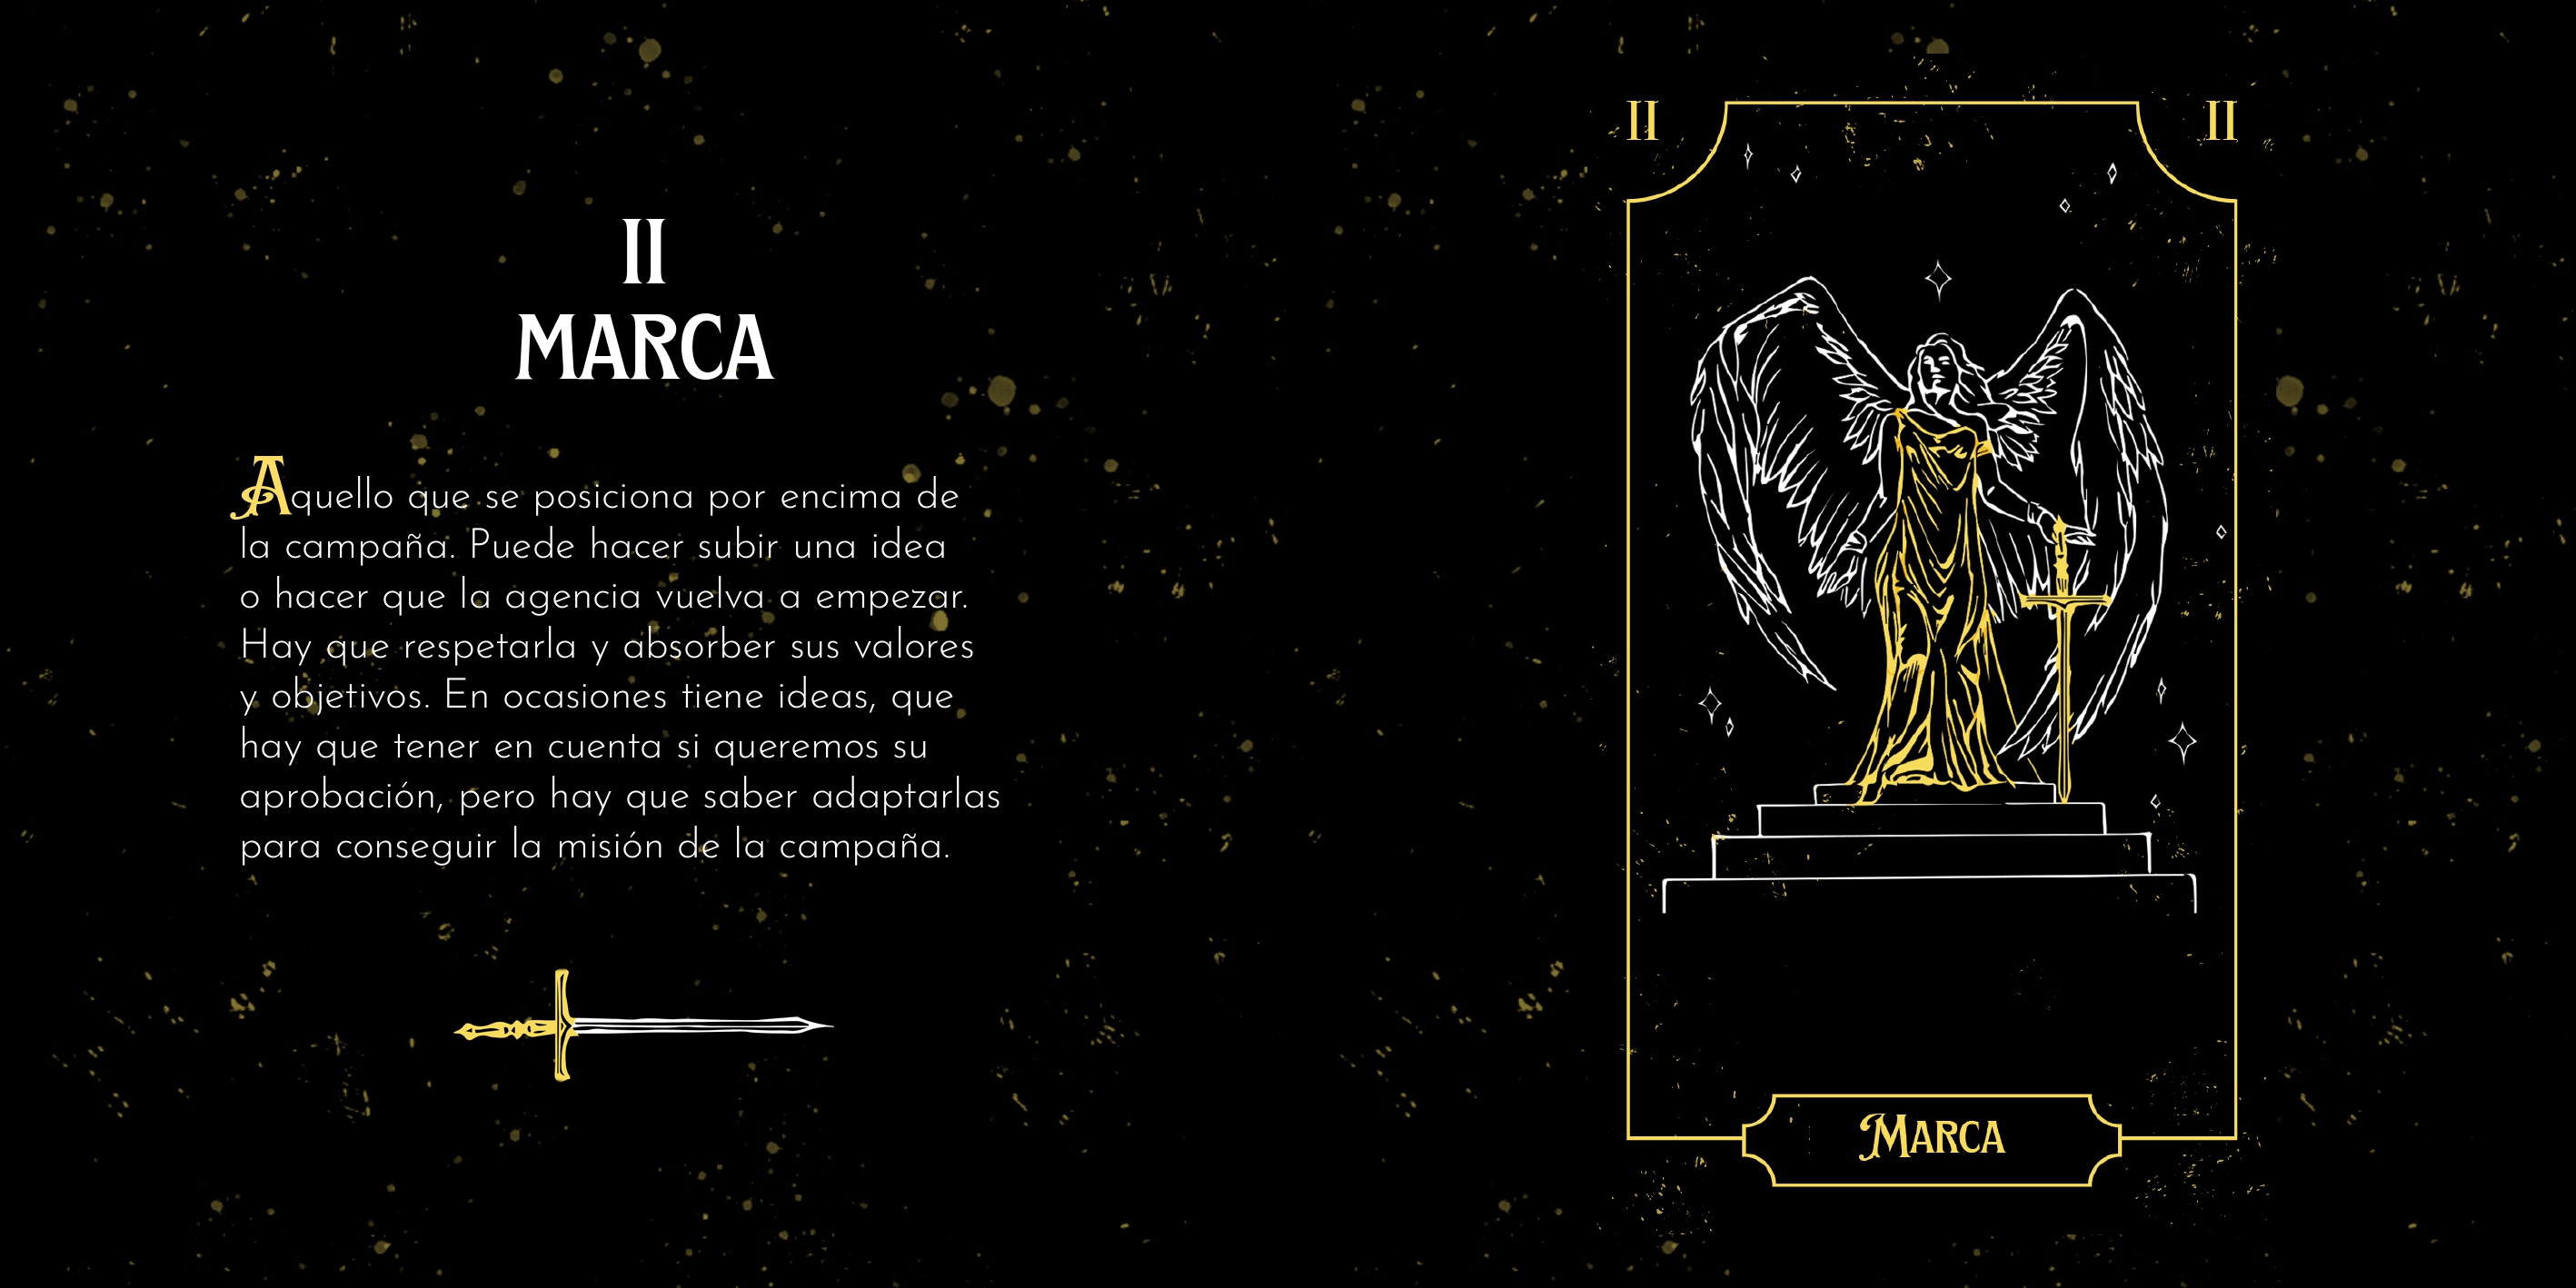 II
MARCA
Aquello que se posiciona por encima de
la campaña. Puede hacer subir una idea
o hacer que la agencia vuelva a empezar.
Hay que respetarla y absorber sus valores
y objetivos. En ocasiones tiene ideas, que
hay que tener en cuenta si queremos su
aprobación, pero hay que saber adaptarlas
para conseguir la misión de la campaña.
II
II
MARCA